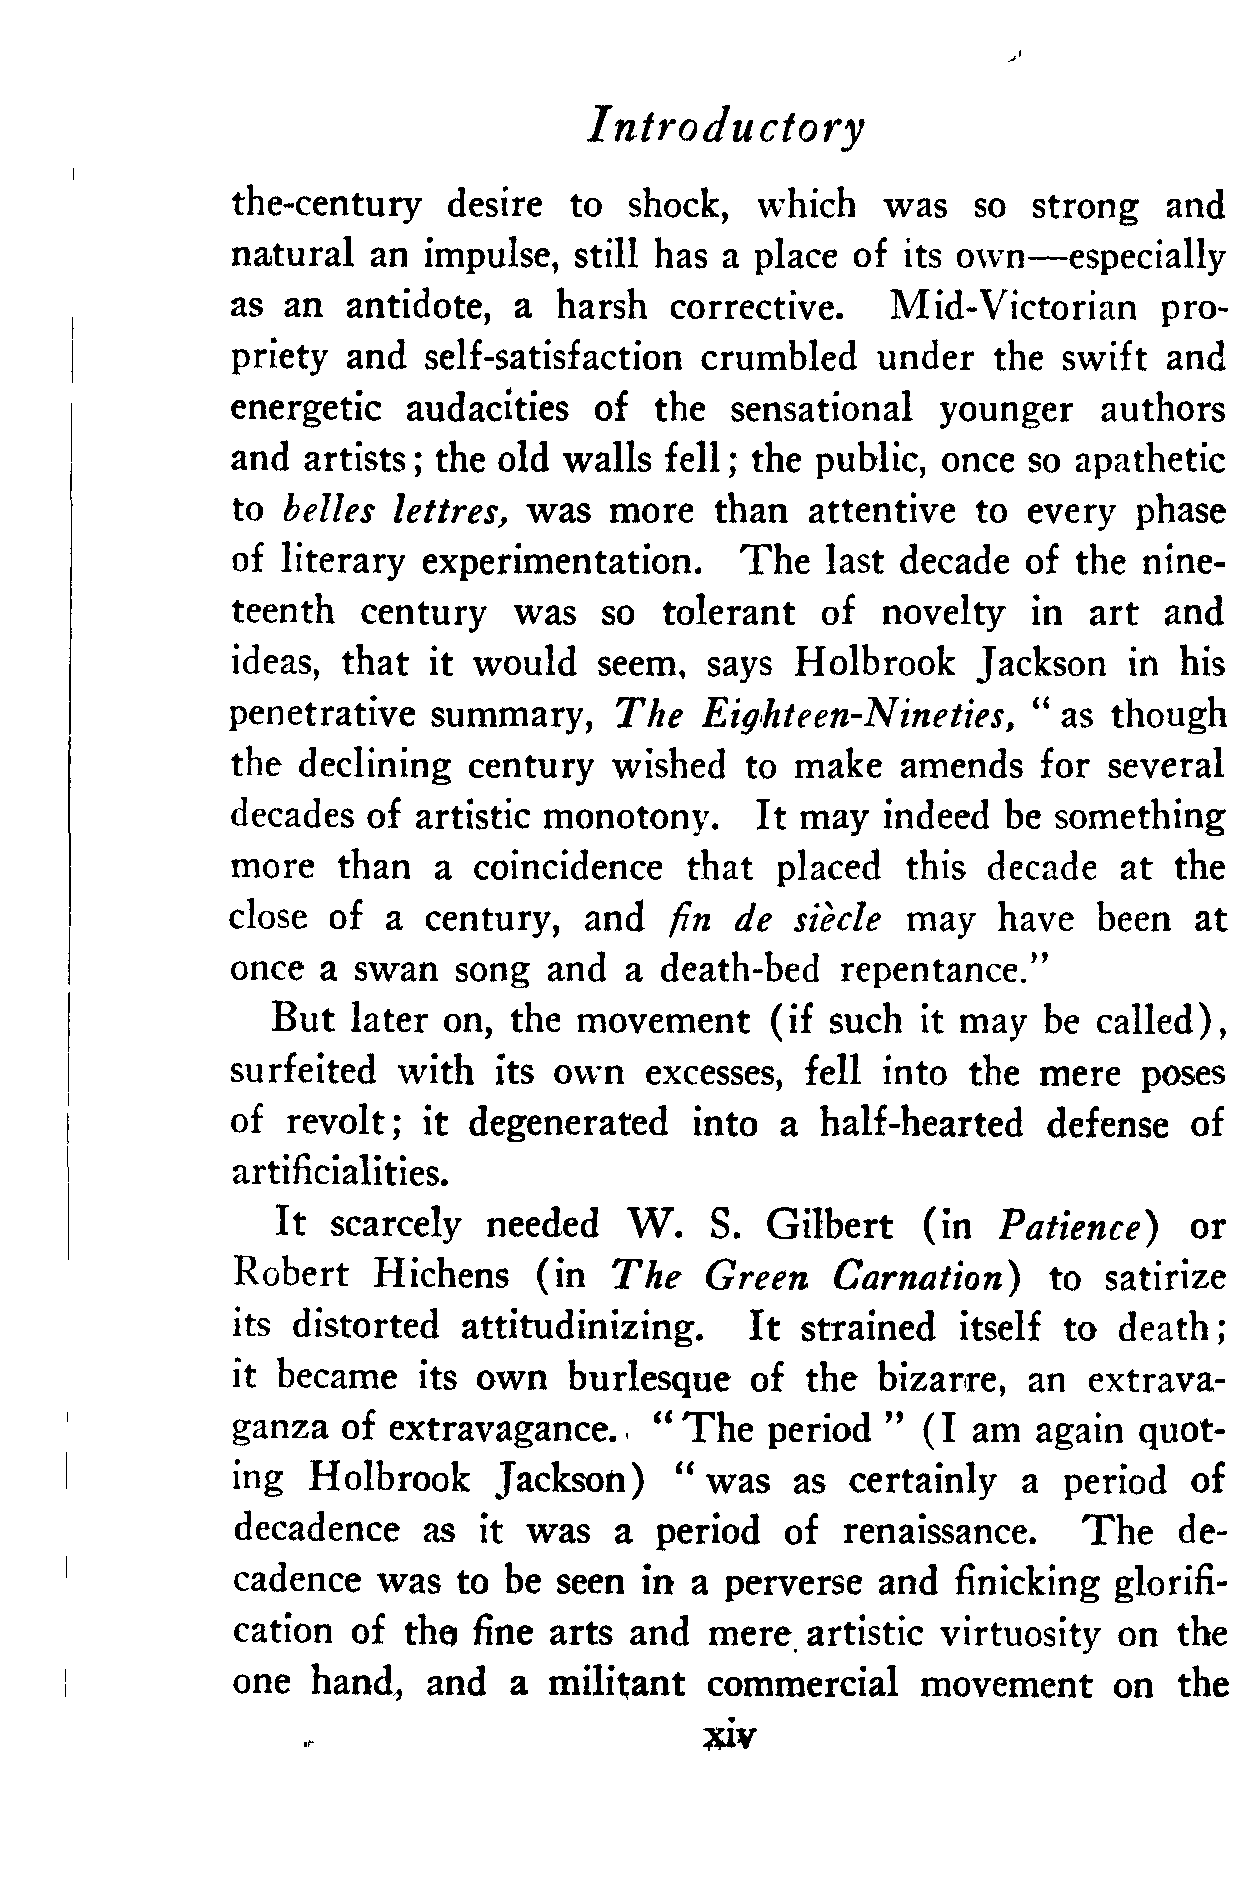 Introductory
the-century desire to shock, which was so strong and
natural an impulse, still has a place of its own—especially
as an antidote, a harsh corrective. Mid-Victorian pro-
priety and self-satisfaction crumbled under the swift and
energetic audacities of the sensational younger authors
and artists; the old walls fell; the public, once so apathetic
to belles lettres, was more than attentive to every phase
of literary experimentation. The last decade of the nine-
teenth century was so tolerant of novelty in art and
ideas, that it would seem, says Holbrook Jackson in his
penetrative summary, The Eighteen-Nineties, “ as though
the declining century wished to make amends for several
decades of artistic monotony. It may indeed be something
more than a coincidence that placed this decade at the
close of a century, and fin de siècle may have been at
once a swan song and a death-bed repentance.”
But later on, the movement (if such it may be called),
surfeited with its own excesses, fell into the mere poses
of revolt; it degenerated into a half-hearted defense of
artificialities.
It scarcely needed W. S. Gilbert (in Patience) or
Robert Hichens (in The Green Carnation) to satirize
its distorted attitudinizing. It strained itself to death;
it became its own burlesque of the bizarre, an extrava-
ganza of extravagance. “ The period ” (I am again quot-
ing Holbrook Jackson) “ was as certainly a period of
decadence as it was a period of renaissance. The de-
cadence was to be seen in a perverse and finicking glorifi-
cation of the fine arts and mere artistic virtuosity on the
one hand, and a militant commercial movement on the
xiv